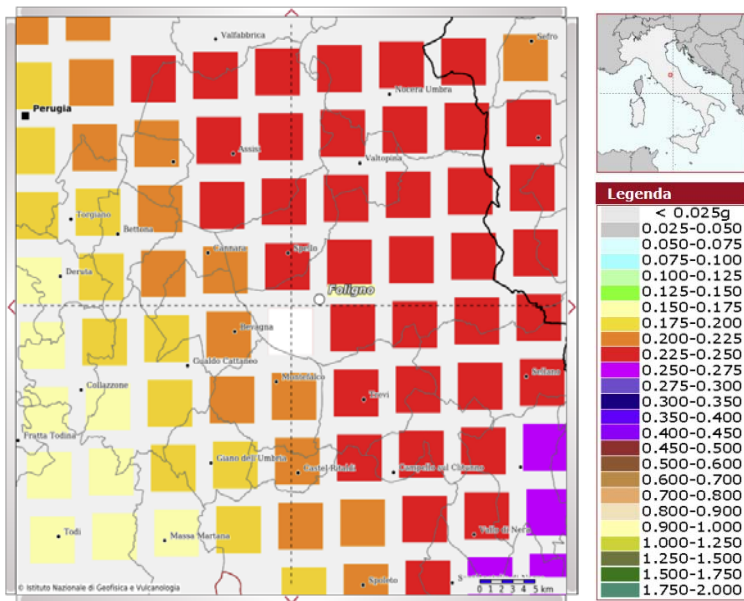 Valfabbrica
Sefro
Nocera Umbra
Perugia
Assisi
Valtopina
Torgiano
Bettona
Cannara
Spello
Deruta
Foligno
Bevagna
Gualdo Cattaneo
Collazzone
Montefalco
Sellano
Trevi
Fratta Todina
Giano dell'Umbria
Castel Ritaldi
Campello sul Clitunno
Todi
Massa Martana
Vallo di Nera
Spoleto
© Istituto Nazionale di Geofisica e Vulcanologia
0 1 2 3 4 5 km
Legenda
< 0.025g
0.025-0.050
0.050-0.075
0.075-0.100
0.100-0.125
0.125-0.150
0.150-0.175
0.175-0.200
0.200-0.225
0.225-0.250
0.250-0.275
0.275-0.300
0.300-0.350
0.350-0.400
0.400-0.450
0.450-0.500
0.500-0.600
0.600-0.700
0.700-0.800
0.800-0.900
0.900-1.000
1.000-1.250
1.250-1.500
1.500-1.750
1.750-2.000